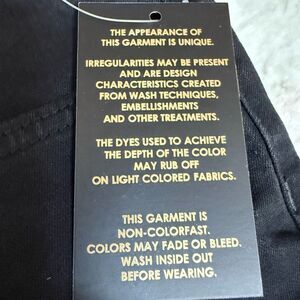 THE APPEARANCE OF
THIS GARMENT IS UNIQUE.
IRREGULARITIES MAY BE PRESENT
AND ARE DESIGN
CHARACTERISTICS CREATED
FROM WASH TECHNIQUES,
EMBELLISHMENTS
AND OTHER TREATMENTS.
THE DYES USED TO ACHIEVE
THE DEPTH OF THE COLOR
MAY RUB OFF
ON LIGHT COLORED FABRICS.
THIS GARMENT IS
NON-COLORFAST.
COLORS MAY FADE OR BLEED.
WASH INSIDE OUT
BEFORE WEARING.